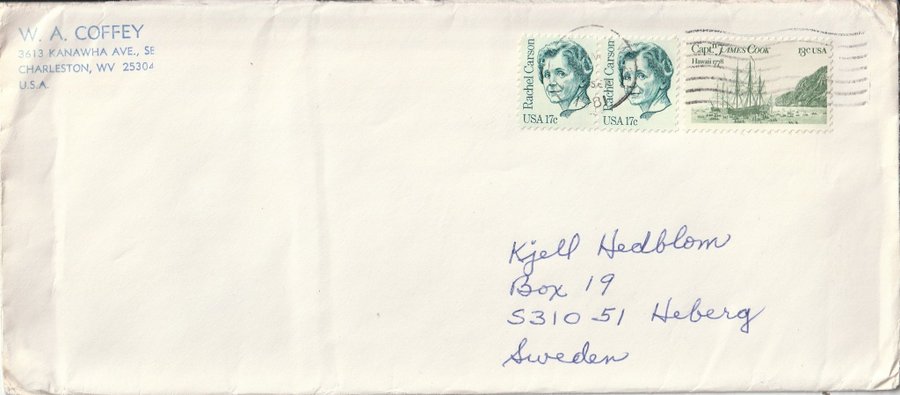 W. A. COFFEY
3613 KANAWHA AVE., SE
CHARLESTON, WV 25304
U.S.A.
Rachel Carson
USA 17c
Rachel Carson
USA 17c
Capt. JAMES COOK
Hawaii 1778
13c USA
Kjell Hedblom
Box 19
S310 51 Heberg
Sweden